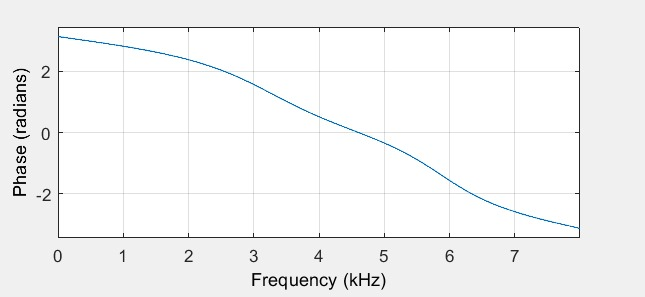 Phase (radians)
2
0
-2
0 1 2 3 4 5 6 7
Frequency (kHz)